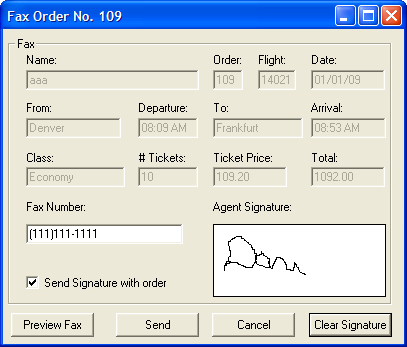 Fax Order No. 109
Fax
Name: Order: Flight: Date:
aaa 109 14021 01/01/09
From: Departure: To: Arrival:
Denver 08:09 AM Frankfurt 08:53 AM
Class: # Tickets: Ticket Price: Total:
Economy 10 109.20 1092.00
Fax Number: Agent Signature:
(111)111-1111
Send Signature with order
Preview Fax Send Cancel Clear Signature